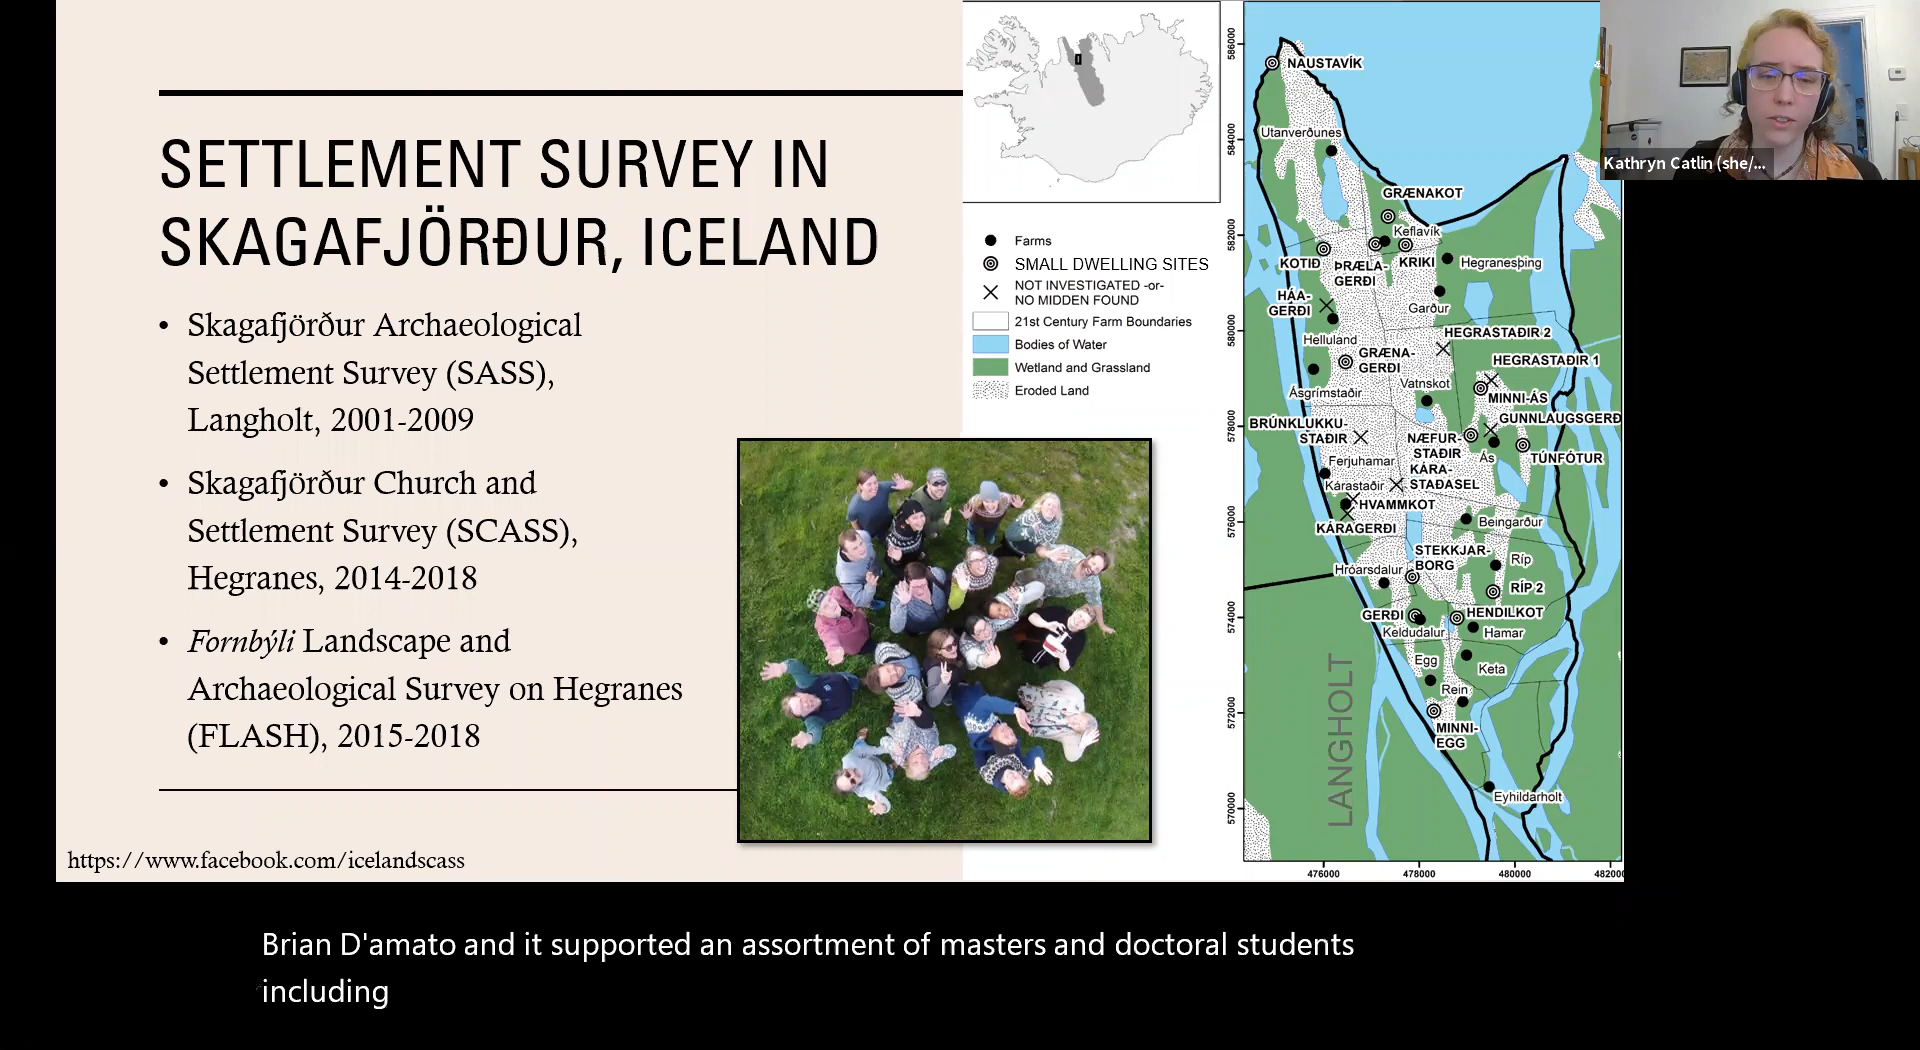 SETTLEMENT SURVEY IN
SKAGAFJÖRÐUR, ICELAND
• Skagafjörður Archaeological
Settlement Survey (SASS),
Langholt, 2001-2009
• Skagafjörður Church and
Settlement Survey (SCASS),
Hegranes, 2014-2018
• Fornbýli Landscape and
Archaeological Survey on Hegranes
(FLASH), 2015-2018
https://www.facebook.com/icelandscass
Farms
SMALL DWELLING SITES
NOT INVESTIGATED -or-
NO MIDDEN FOUND
21st Century Farm Boundaries
Bodies of Water
Wetland and Grassland
Eroded Land
586000
584000
582000
580000
578000
576000
574000
572000
570000
NAUSTAVÍK
Utanverðunes
GRÆNAKOT
Keflavík
KOTIÐ
ÞRÆLA-
GERÐI
KRIKI
Hegranesþing
HÁA-
GERÐI
Garður
HEGRASTAÐIR 2
Helluland
GRÆNA-
GERÐI
HEGRASTAÐIR 1
Ásgrímstaðir
Vatnskot
MINNI-ÁS
GUNNLAUGSGERÐ
BRÚNKLUKKU-
STAÐIR
NÆFUR-
STAÐIR
Ás
TÚNFÓTUR
Ferjuhamar
KÁRA-
STAÐASEL
Kárastaðir
HVAMMKOT
KÁRAGERÐI
Beingarður
STEKKJAR-
BORG
Hróarsdalur
Ríp
RÍP 2
GERÐI
HENDILKOT
Keldudalur
Hamar
Egg
Keta
Rein
MINNI-
EGG
Eyhildarholt
LANGHOLT
476000
478000
480000
482000
Kathryn Catlin (she/...
Brian D'amato and it supported an assortment of masters and doctoral students
including